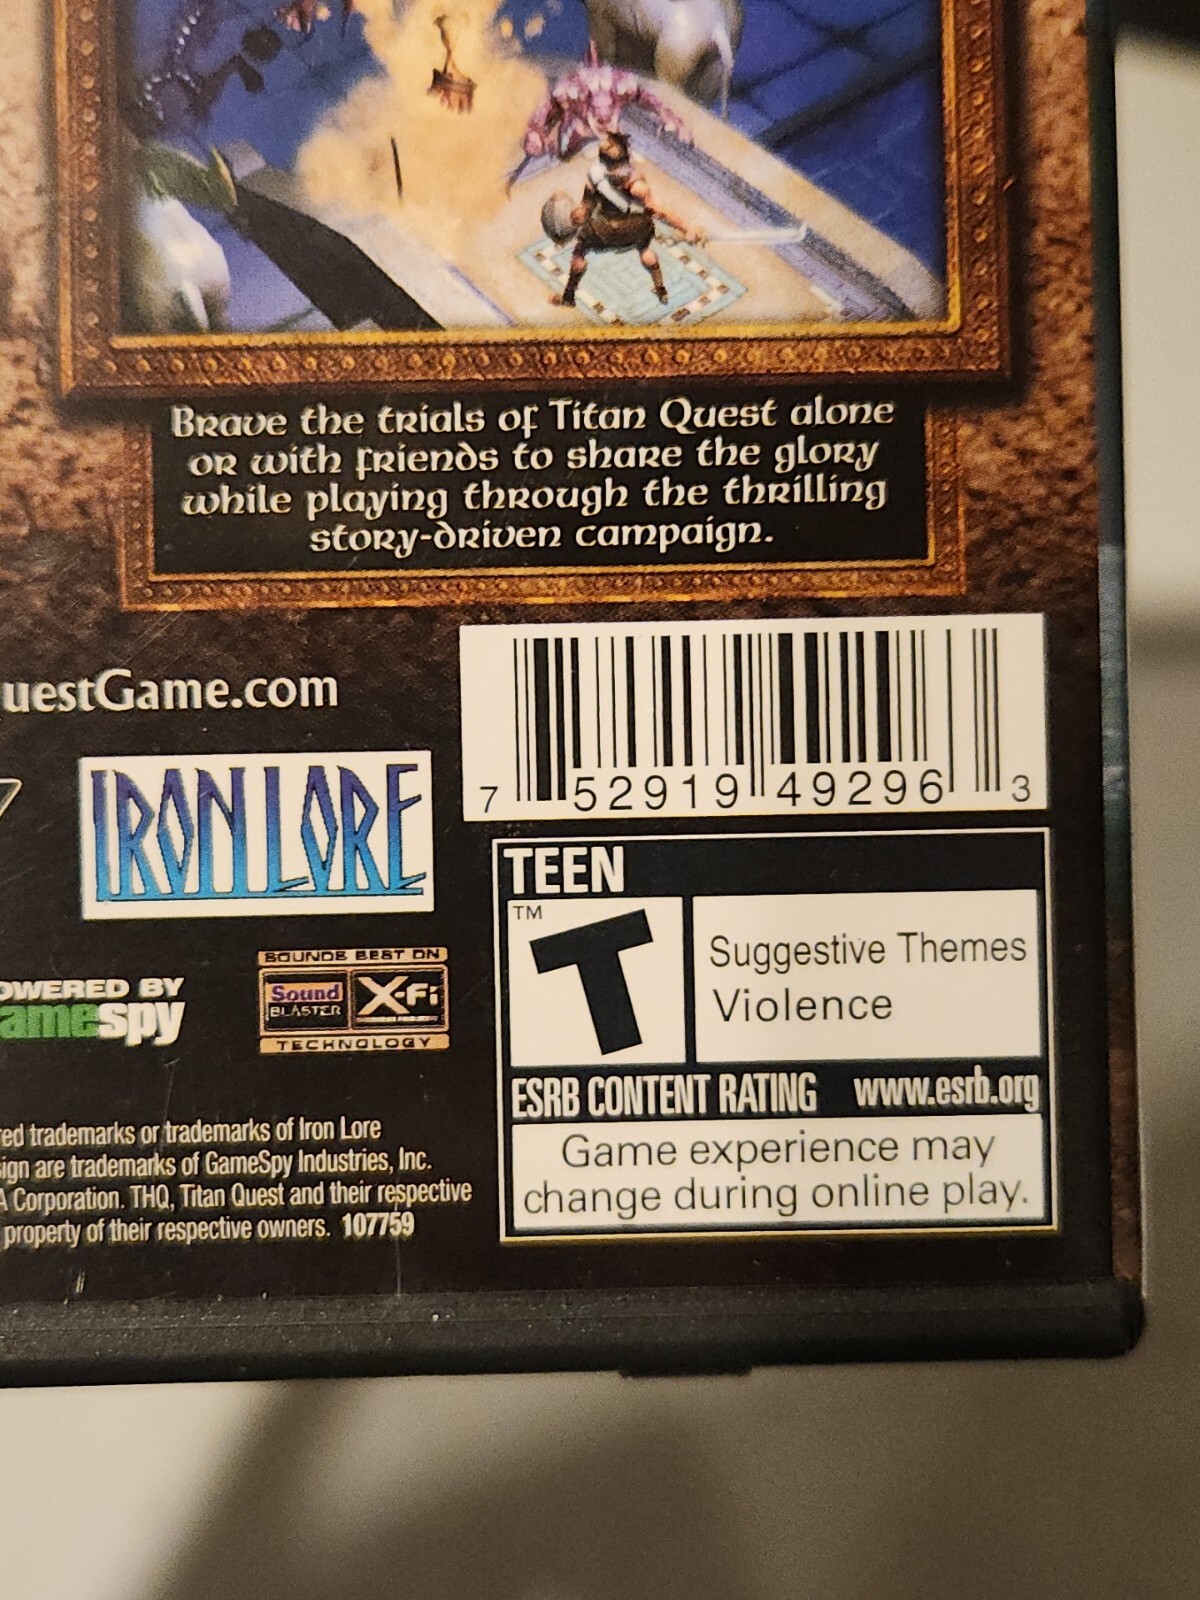 Brave the trials of Titan Quest alone
or with friends to share the glory
while playing through the thrilling
story-driven campaign.
uestGame.com
7 52919 49296 3
IRON LORE
TEEN
TM
T
Suggestive Themes
Violence
ESRB CONTENT RATING www.esrb.org
Game experience may
change during online play.
OWERED BY
amespy
SOUNDS BEST ON
Sound
BLASTER
X-Fi
TECHNOLOGY
ed trademarks or trademarks of Iron Lore
ign are trademarks of GameSpy Industries, Inc.
A Corporation. THQ, Titan Quest and their respective
property of their respective owners. 107759